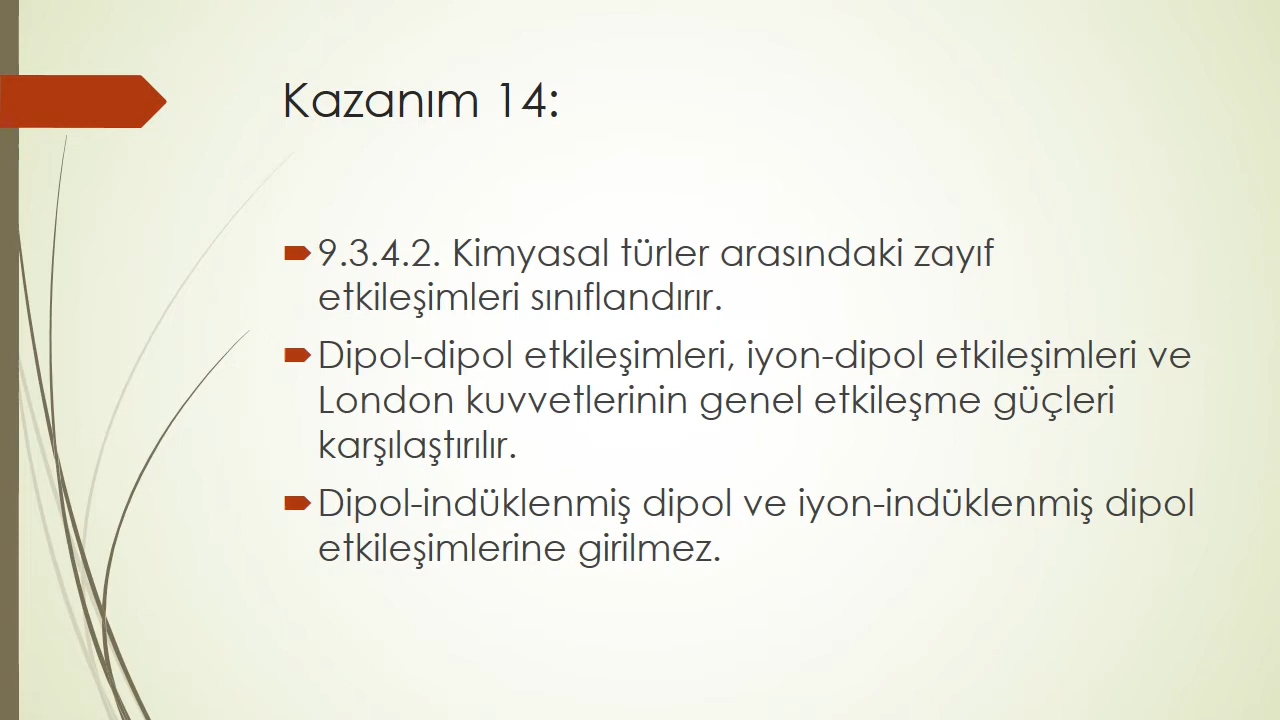 Kazanım 14:
9.3.4.2. Kimyasal türler arasındaki zayıf
etkileşimleri sınıflandırır.
Dipol-dipol etkileşimleri, iyon-dipol etkileşimleri ve
London kuvvetlerinin genel etkileşme güçleri
karşılaştırılır.
Dipol-indüklenmiş dipol ve iyon-indüklenmiş dipol
etkileşimlerine girilmez.